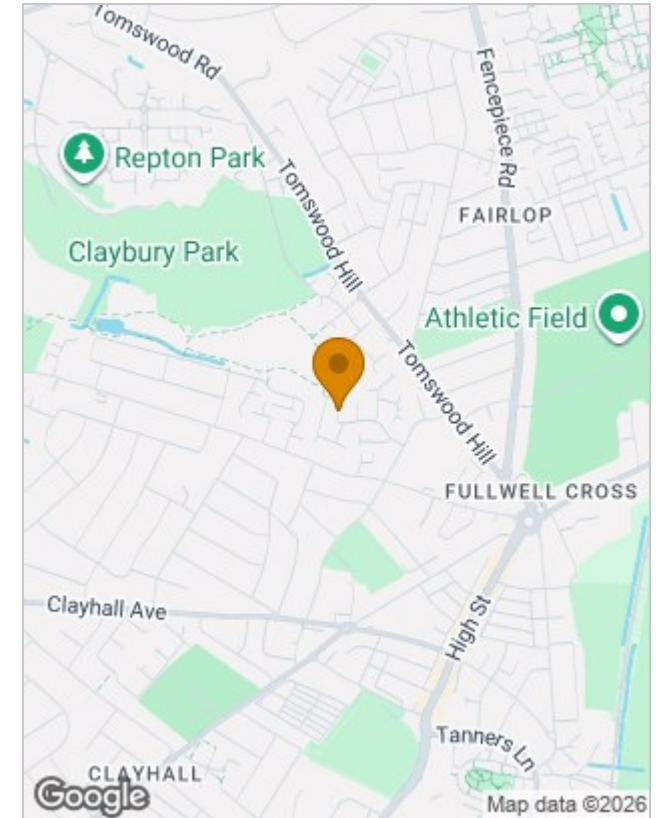 Tomswood Rd
Fencepiece Rd
Repton Park
Tomswood Hill
FAIRLOP
Claybury Park
Athletic Field
Tomswood Hill
FULLWELL CROSS
Clayhall Ave
High St
Tanners Ln
CLAYHALL
Google
Map data ©2026